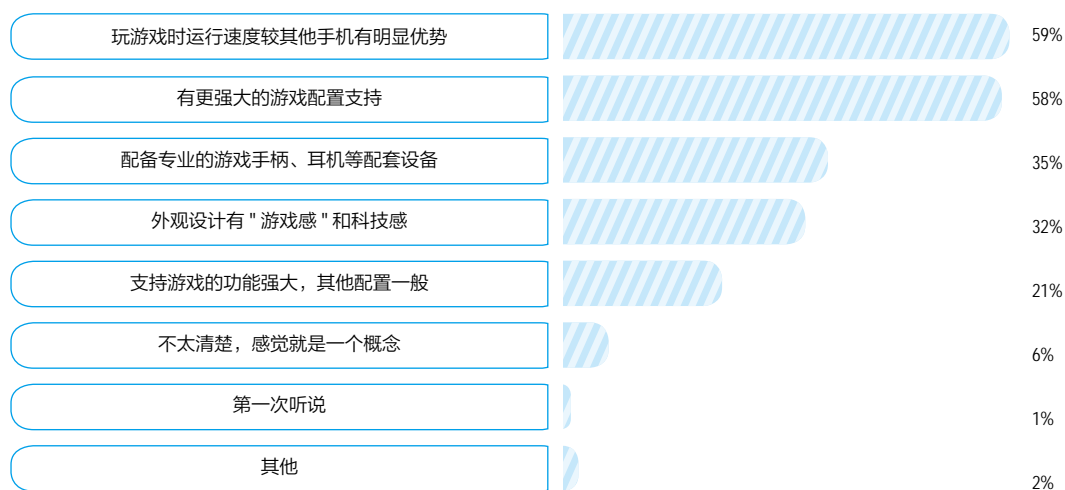 玩游戏时运行速度较其他手机有明显优势 59%
有更强大的游戏配置支持 58%
配备专业的游戏手柄、耳机等配套设备 35%
外观设计有 " 游戏感 " 和科技感 32%
支持游戏的功能强大，其他配置一般 21%
不太清楚，感觉就是一个概念 6%
第一次听说 1%
其他 2%